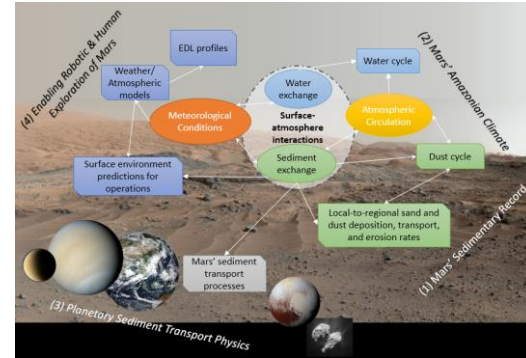 (4) Enabling Robotic & Human
Exploration of Mars
EDL profiles
Weather/
Atmospheric
models
Water
exchange
Water cycle
(2) Mars' Amazonian Climate
Meteorological
Conditions
Surface-
atmosphere
interactions
Atmospheric
Circulation
Sediment
exchange
Dust cycle
Surface environment
predictions for
operations
Local-to-regional sand and
dust deposition, transport,
and erosion rates
(1) Mars' Sedimentary Record
Mars' sediment
transport
processes
(3) Planetary Sediment Transport Physics